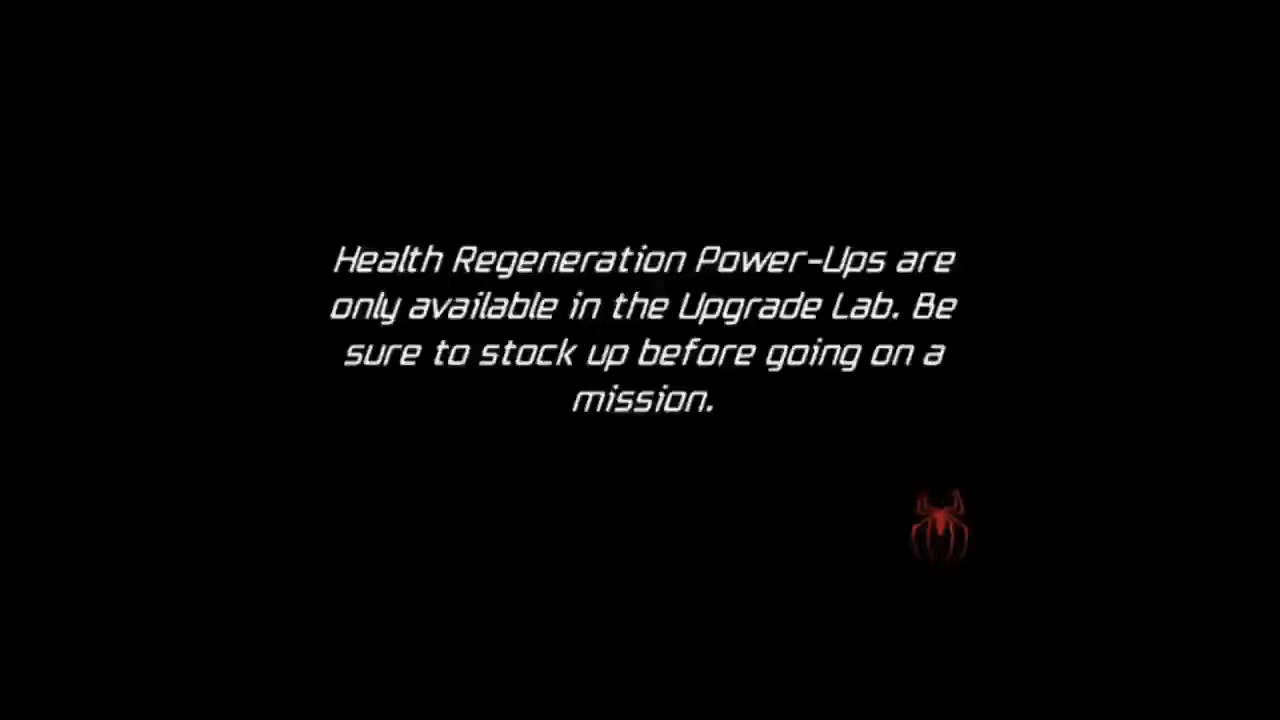 Health Regeneration Power-Ups are
only available in the Upgrade Lab. Be
sure to stock up before going on a
mission.